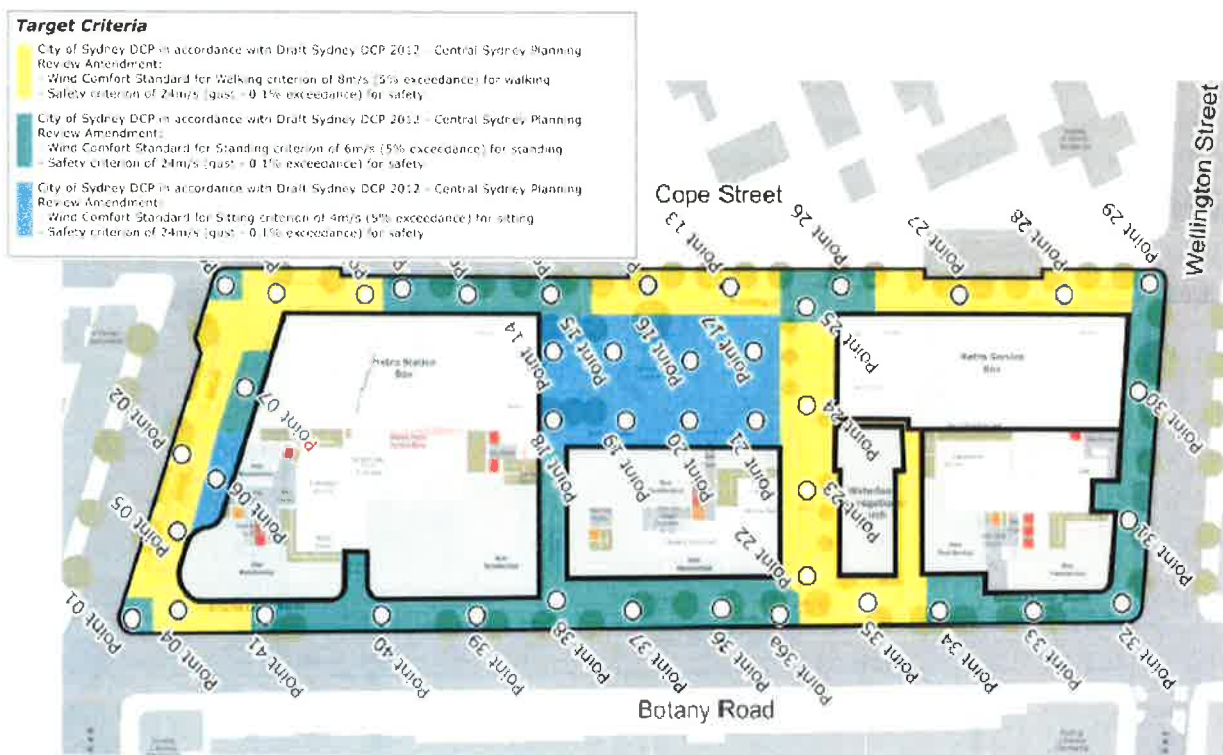 Target Criteria
City of Sydney DCP in accordance with Draft Sydney DCP 2012 - Central Sydney Planning
Review Amendment:
- Wind Comfort Standard for Walking criterion of 8m/s (5% exceedance) for walking
- Safety criterion of 24m/s (gust - 0.1% exceedance) for safety
City of Sydney DCP in accordance with Draft Sydney DCP 2012 - Central Sydney Planning
Review Amendment:
- Wind Comfort Standard for Standing criterion of 6m/s (5% exceedance) for standing
- Safety criterion of 24m/s (gust - 0.1% exceedance) for safety
City of Sydney DCP in accordance with Draft Sydney DCP 2012 - Central Sydney Planning
Review Amendment:
- Wind Comfort Standard for Sitting criterion of 4m/s (5% exceedance) for sitting
- Safety criterion of 24m/s (gust - 0.1% exceedance) for safety
Cope Street
Wellington Street
Point 13
Point 26
Point 27
Point 28
Point 29
Point 14
Point 15
Point 16
Point 17
Point 25
Metro Station
Box
Metro Service
Box
Point 02
Point 07
Point
Point 24
Point 30
Point 18
Point 19
Point 20
Point 21
Point 05
Point 06
Point 23
Waterloo
Point 22
Point 31
Point 01
Point 04
Point 41
Point 40
Point 39
Point 38
Point 37
Point 36
Point 36a
Point 35
Point 34
Point 33
Point 32
Botany Road